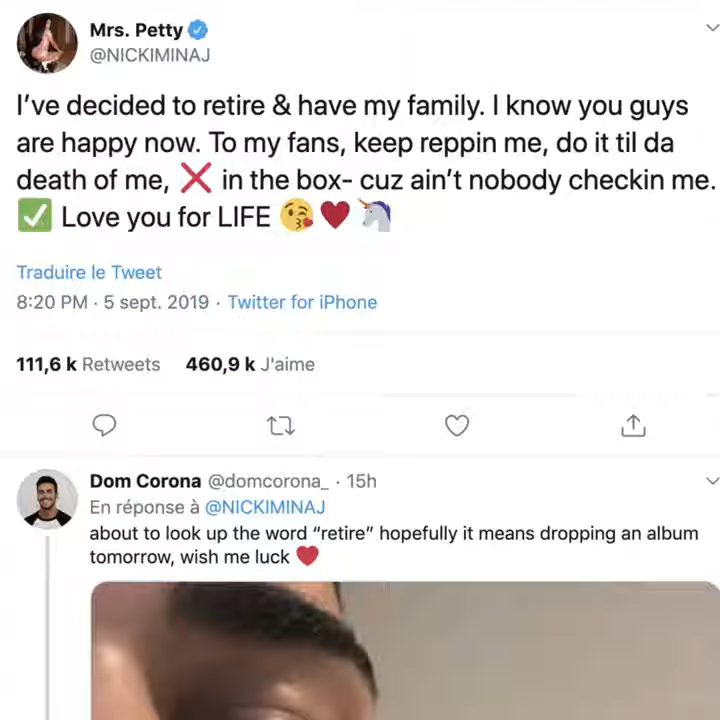 Mrs. Petty
@NICKIMINAJ
I’ve decided to retire & have my family. I know you guys
are happy now. To my fans, keep reppin me, do it til da
death of me, ❌ in the box- cuz ain’t nobody checkin me.
✅ Love you for LIFE 😘♥️🦄
Traduire le Tweet
8:20 PM · 5 sept. 2019 · Twitter for iPhone
111,6 k Retweets 460,9 k J'aime
Dom Corona @domcorona_ · 15h
En réponse à @NICKIMINAJ
about to look up the word “retire” hopefully it means dropping an album
tomorrow, wish me luck ♥️